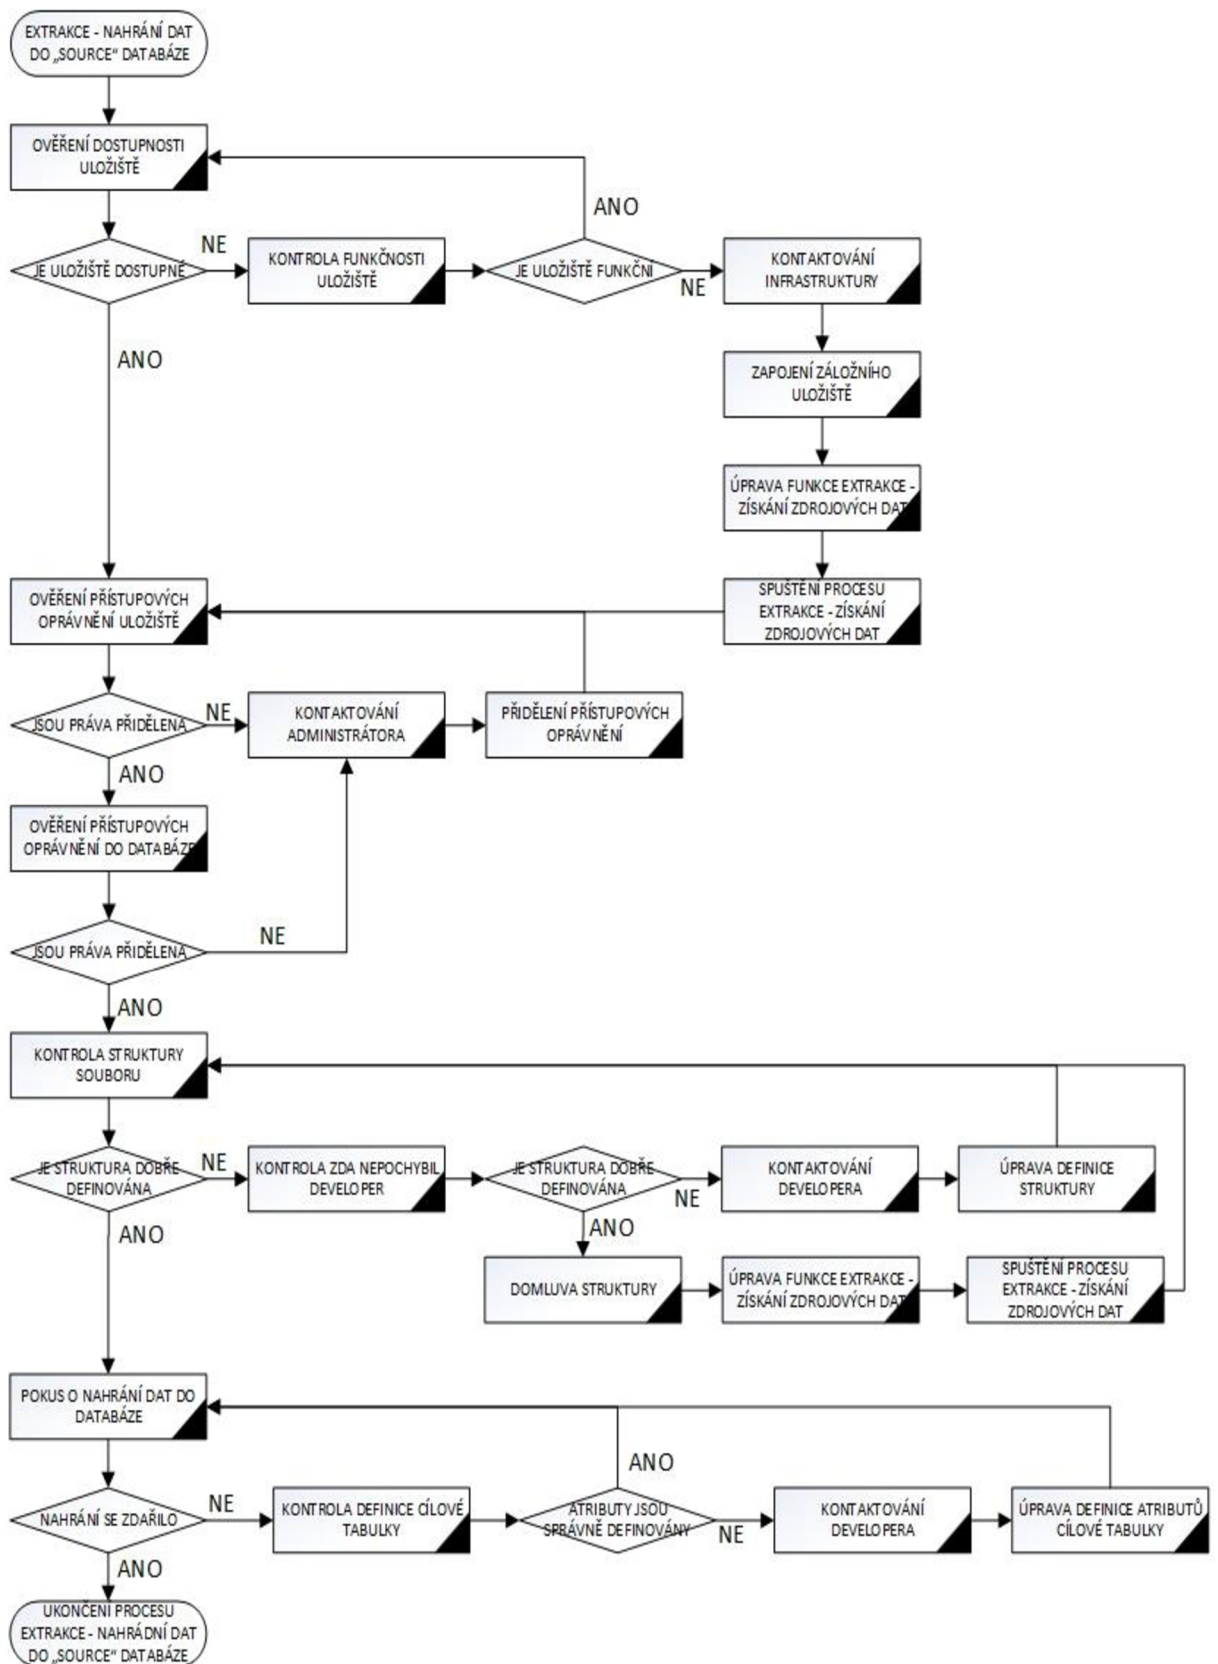 EXTRAKCE - NAHRÁNÍ DAT
DO „SOURCE“ DATABÁZE
OVĚŘENÍ DOSTUPNOSTI
ULOŽIŠTĚ
ANO
JE ULOŽIŠTĚ DOSTUPNÉ
NE
KONTROLA FUNKČNOSTI
ULOŽIŠTĚ
JE ULOŽIŠTĚ FUNKČNÍ
NE
KONTAKTOVÁNÍ
INFRASTRUKTURY
ANO
ZAPOJENÍ ZÁLOŽNÍHO
ULOŽIŠTĚ
ÚPRAVA FUNKCE EXTRAKCE -
ZÍSKÁNÍ ZDROJOVÝCH DAT
OVĚŘENÍ PŘÍSTUPOVÝCH
OPRÁVNĚNÍ ULOŽIŠTĚ
SPUŠTĚNÍ PROCESU
EXTRAKCE - ZÍSKÁNÍ
ZDROJOVÝCH DAT
JSOU PRÁVA PŘIDĚLENA
NE
KONTAKTOVÁNÍ
ADMINISTRÁTORA
PŘIDĚLENÍ PŘÍSTUPOVÝCH
OPRÁVNĚNÍ
ANO
OVĚŘENÍ PŘÍSTUPOVÝCH
OPRÁVNĚNÍ DO DATABÁZE
JSOU PRÁVA PŘIDĚLENA
NE
ANO
KONTROLA STRUKTURY
SOUBORU
JE STRUKTURA DOBŘE
DEFINOVÁNA
NE
KONTROLA ZDA NEPOCHYBIL
DEVELOPER
JE STRUKTURA DOBŘE
DEFINOVÁNA
NE
KONTAKTOVÁNÍ
DEVELOPERA
ÚPRAVA DEFINICE
STRUKTURY
ANO
ANO
DOMLUVA STRUKTURY
ÚPRAVA FUNKCE EXTRAKCE -
ZÍSKÁNÍ ZDROJOVÝCH DAT
SPUŠTĚNÍ PROCESU
EXTRAKCE - ZÍSKÁNÍ
ZDROJOVÝCH DAT
POKUS O NAHRÁNÍ DAT DO
DATABÁZE
ANO
NAHRÁNÍ SE ZDAŘILO
NE
KONTROLA DEFINICE CÍLOVÉ
TABULKY
ATRIBUTY JSOU
SPRÁVNĚ DEFINOVÁNY
NE
KONTAKTOVÁNÍ
DEVELOPERA
ÚPRAVA DEFINICE ATRIBUTŮ
CÍLOVÉ TABULKY
ANO
UKONČENÍ PROCESU
EXTRAKCE - NAHRÁDNÍ DAT
DO „SOURCE“ DATABÁZE